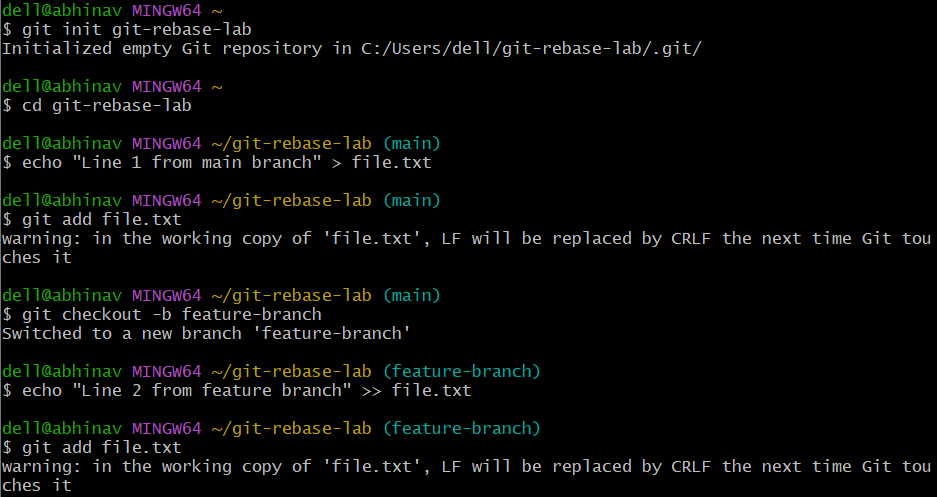 dell@abhinav MINGW64 ~
$ git init git-rebase-lab
Initialized empty Git repository in C:/Users/dell/git-rebase-lab/.git/
dell@abhinav MINGW64 ~
$ cd git-rebase-lab
dell@abhinav MINGW64 ~/git-rebase-lab (main)
$ echo "Line 1 from main branch" > file.txt
dell@abhinav MINGW64 ~/git-rebase-lab (main)
$ git add file.txt
warning: in the working copy of 'file.txt', LF will be replaced by CRLF the next time Git tou
ches it
dell@abhinav MINGW64 ~/git-rebase-lab (main)
$ git checkout -b feature-branch
Switched to a new branch 'feature-branch'
dell@abhinav MINGW64 ~/git-rebase-lab (feature-branch)
$ echo "Line 2 from feature branch" >> file.txt
dell@abhinav MINGW64 ~/git-rebase-lab (feature-branch)
$ git add file.txt
warning: in the working copy of 'file.txt', LF will be replaced by CRLF the next time Git tou
ches it